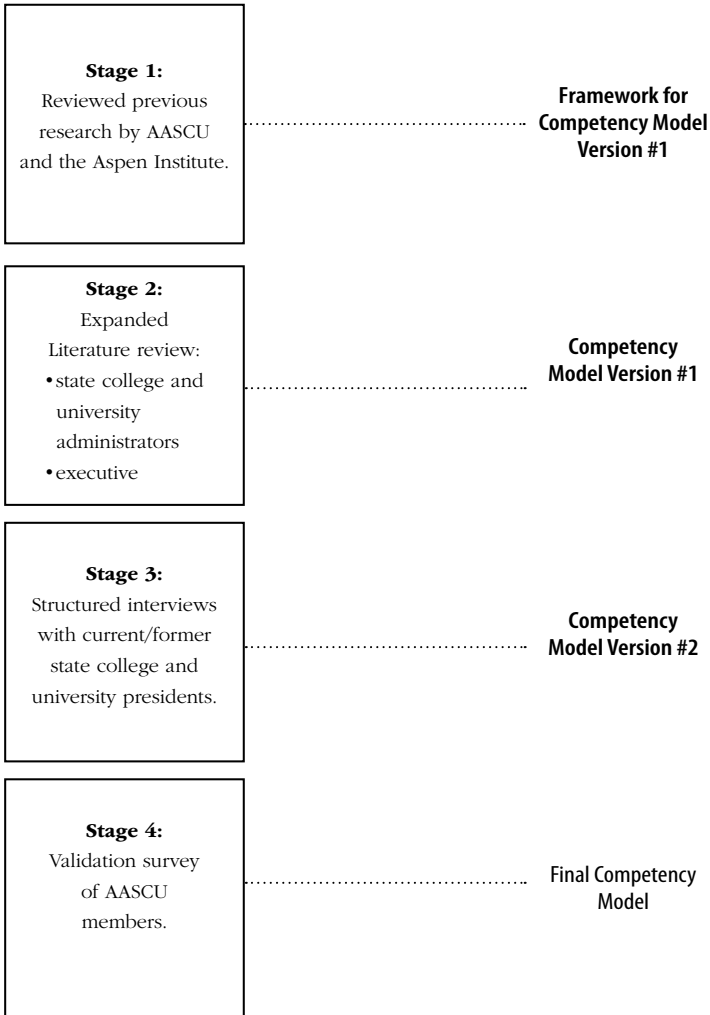 Stage 1:
Reviewed previous
research by AASCU
and the Aspen Institute.
Framework for
Competency Model
Version #1
Stage 2:
Expanded
Literature review:
•state college and
university
administrators
•executive
Competency
Model Version #1
Stage 3:
Structured interviews
with current/former
state college and
university presidents.
Competency
Model Version #2
Stage 4:
Validation survey
of AASCU
members.
Final Competency
Model